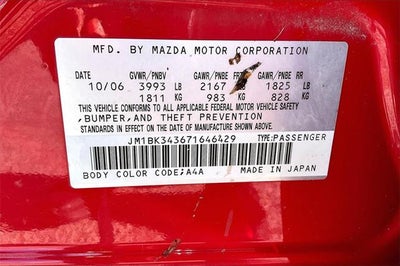 MFD. BY MAZDA MOTOR CORPORATION
GVWR/PNBV GAWR/PNBE FRT GAWR/PNBE RR
10/06 3993 LB 2167 LB 1825 LB
1811 KG 983 KG 828 KG
THIS VEHICLE CONFORMS TO ALL APPLICABLE FEDERAL MOTOR VEHICLE SAFETY
,BUMPER,AND THEFT PREVENTION
STANDARDS IN EFFECT ON THE DATE OF MANUFACTURE SHOWN ABOVE.
JM1BK343671646429 TYPE:PASSENGER
BODY COLOR CODE;A4A MADE IN JAPAN